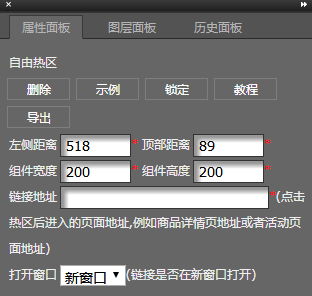 属性面板 图层面板 历史面板
自由热区
删除 示例 锁定 教程
导出
左侧距离 518 * 顶部距离 89 *
组件宽度 200 * 组件高度 200 *
链接地址 *(点击
热区后进入的页面地址,例如商品详情页地址或者活动页
面地址)
打开窗口 新窗口 (链接是否在新窗口打开)